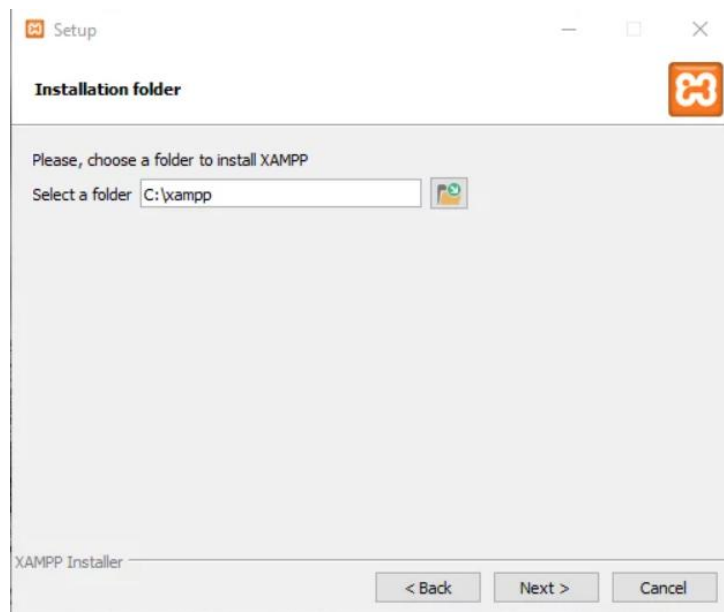 Setup
Installation folder
Please, choose a folder to install XAMPP
Select a folder C:\xampp
XAMPP Installer
< Back Next > Cancel